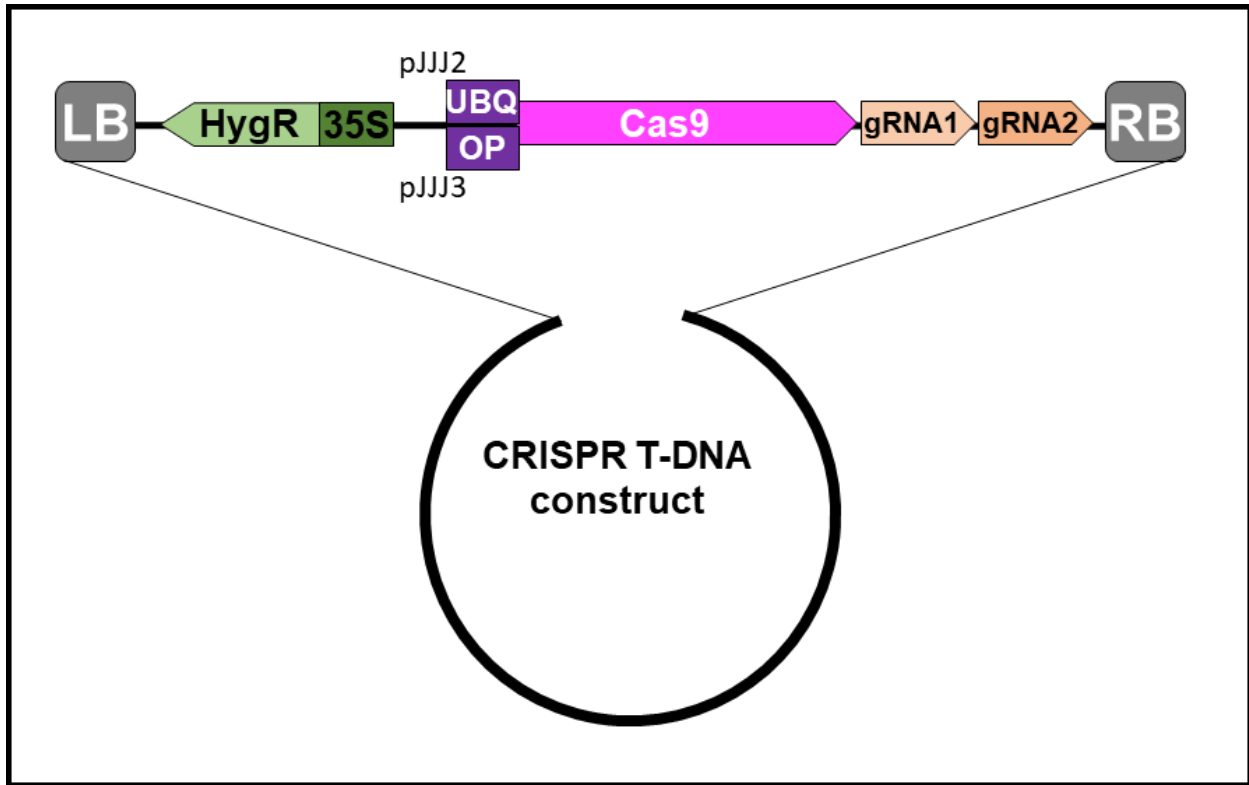 pJJJ2
LB HygR 35S UBQ Cas9 gRNA1 gRNA2 RB
OP
pJJJ3
CRISPR T-DNA
construct